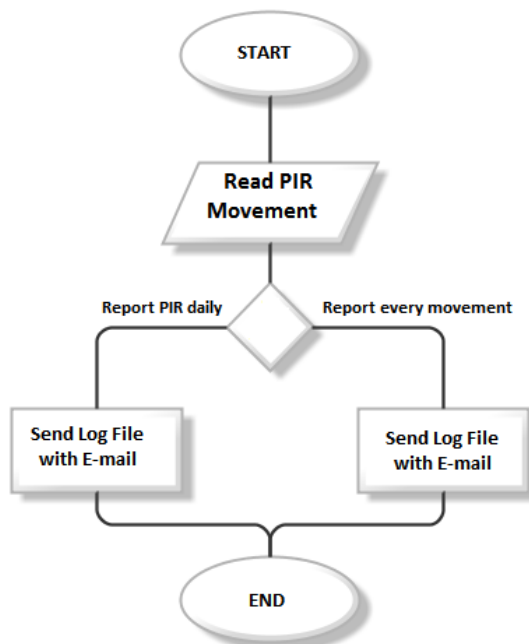 START
Read PIR
Movement
Report PIR daily
Report every movement
Send Log File
with E-mail
Send Log File
with E-mail
END